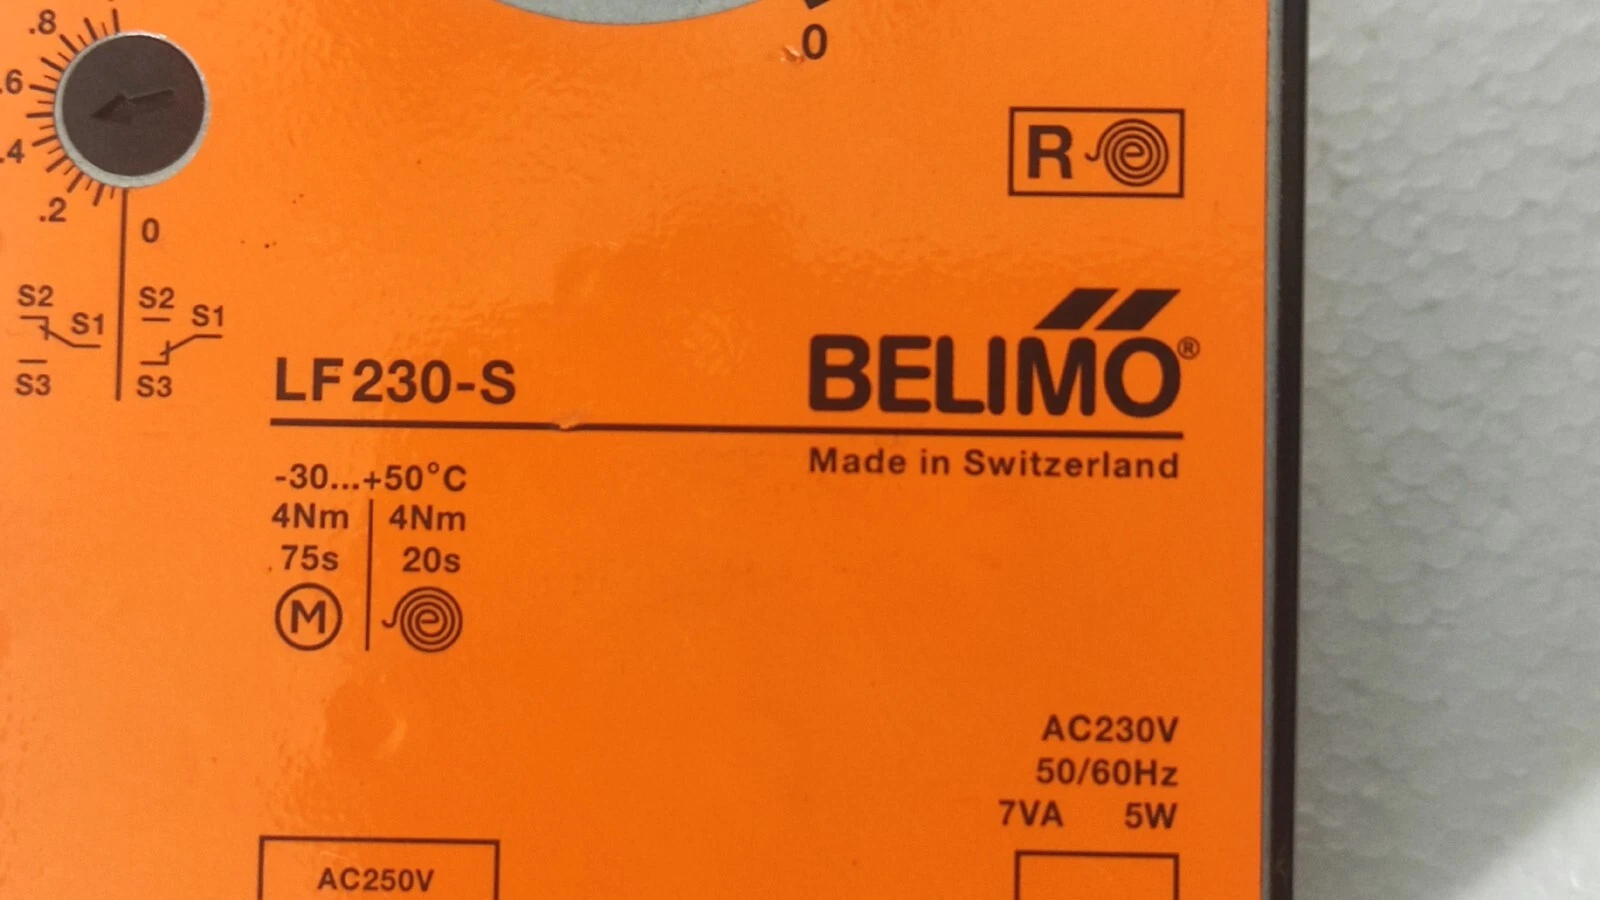 .8
0
.6
R
.4
.2
0
S2 S2
S1 S1
S3 S3
LF230-S
BELIMO®
Made in Switzerland
-30...+50°C
4Nm 4Nm
75s 20s
M
AC230V
50/60Hz
7VA 5W
AC250V